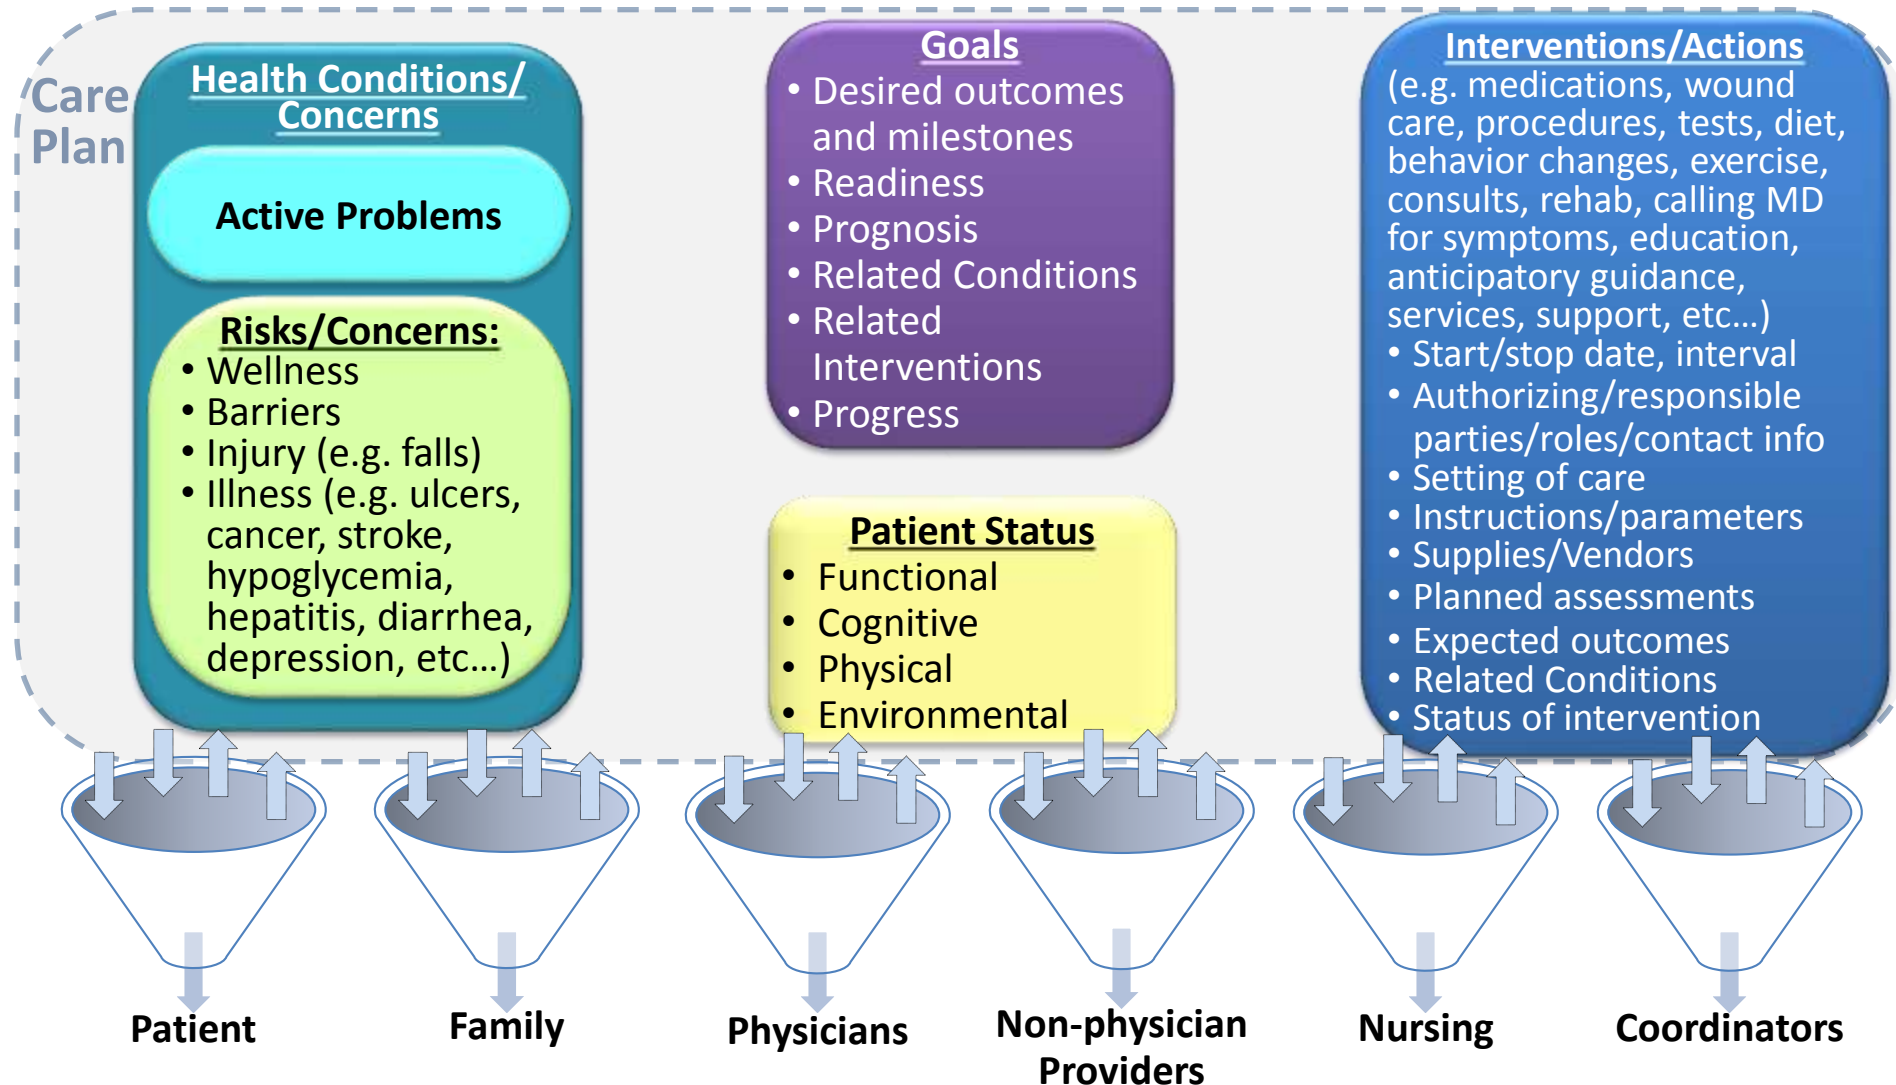 Care
Plan
Health Conditions/
Concerns
Active Problems
Risks/Concerns:
• Wellness
• Barriers
• Injury (e.g. falls)
• Illness (e.g. ulcers,
cancer, stroke,
hypoglycemia,
hepatitis, diarrhea,
depression, etc...)
Goals
• Desired outcomes
and milestones
• Readiness
• Prognosis
• Related Conditions
• Related
Interventions
• Progress
Patient Status
• Functional
• Cognitive
• Physical
• Environmental
Interventions/Actions
(e.g. medications, wound
care, procedures, tests, diet,
behavior changes, exercise,
consults, rehab, calling MD
for symptoms, education,
anticipatory guidance,
services, support, etc...)
• Start/stop date, interval
• Authorizing/responsible
parties/roles/contact info
• Setting of care
• Instructions/parameters
• Supplies/Vendors
• Planned assessments
• Expected outcomes
• Related Conditions
• Status of intervention
Patient
Family
Physicians
Non-physician
Providers
Nursing
Coordinators